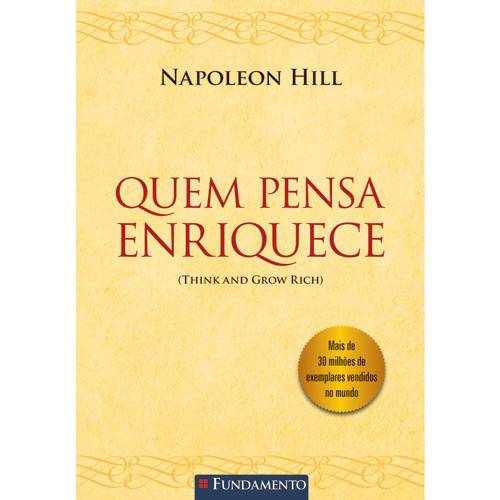 NAPOLEON HILL
QUEM PENSA
ENRIQUECE
(THINK AND GROW RICH)
Mais de
30 milhões de
exemplares vendidos
no mundo
FUNDAMENTO